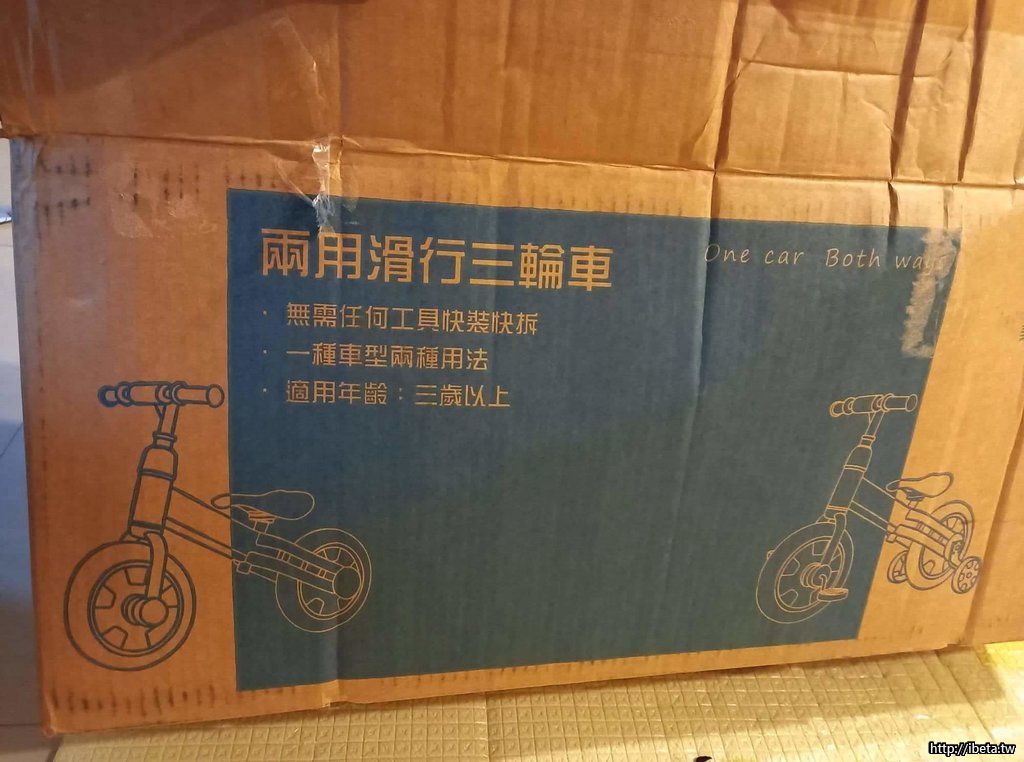 兩用滑行三輪車
One car Both ways
· 無需任何工具快裝快拆
· 一種車型兩種用法
· 適用年齡：三歲以上
http://ibeta.tw